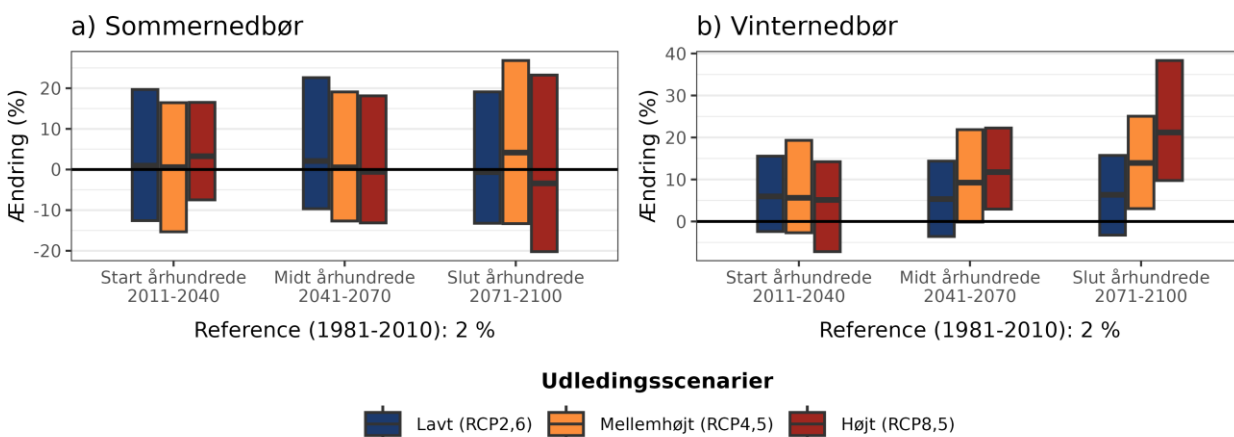 a) Sommernedbør
Ændring (%)
20
10
0
-10
-20
Start århundrede
2011-2040
Midt århundrede
2041-2070
Slut århundrede
2071-2100
Reference (1981-2010): 2 %
b) Vinternedbør
Ændring (%)
40
30
20
10
0
Start århundrede
2011-2040
Midt århundrede
2041-2070
Slut århundrede
2071-2100
Reference (1981-2010): 2 %
Udledingsscenarier
Lavt (RCP2,6) Mellemhøjt (RCP4,5) Højt (RCP8,5)